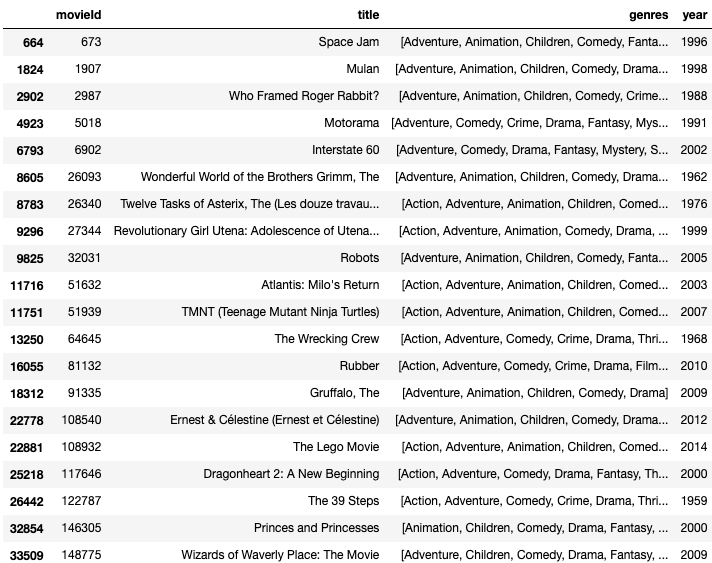 movieId title genres year
664 673 Space Jam [Adventure, Animation, Children, Comedy, Fanta... 1996
1824 1907 Mulan [Adventure, Animation, Children, Comedy, Drama... 1998
2902 2987 Who Framed Roger Rabbit? [Adventure, Animation, Children, Comedy, Crime... 1988
4923 5018 Motorama [Adventure, Comedy, Crime, Drama, Fantasy, Mys... 1991
6793 6902 Interstate 60 [Adventure, Comedy, Drama, Fantasy, Mystery, S... 2002
8605 26093 Wonderful World of the Brothers Grimm, The [Adventure, Animation, Children, Comedy, Drama... 1962
8783 26340 Twelve Tasks of Asterix, The (Les douze travau... [Action, Adventure, Animation, Children, Comed... 1976
9296 27344 Revolutionary Girl Utena: Adolescence of Utena... [Action, Adventure, Animation, Comedy, Drama, ... 1999
9825 32031 Robots [Adventure, Animation, Children, Comedy, Fanta... 2005
11716 51632 Atlantis: Milo's Return [Action, Adventure, Animation, Children, Comed... 2003
11751 51939 TMNT (Teenage Mutant Ninja Turtles) [Action, Adventure, Animation, Children, Comed... 2007
13250 64645 The Wrecking Crew [Action, Adventure, Comedy, Crime, Drama, Thri... 1968
16055 81132 Rubber [Action, Adventure, Comedy, Crime, Drama, Film... 2010
18312 91335 Gruffalo, The [Adventure, Animation, Children, Comedy, Drama] 2009
22778 108540 Ernest & Célestine (Ernest et Célestine) [Adventure, Animation, Children, Comedy, Drama... 2012
22881 108932 The Lego Movie [Action, Adventure, Animation, Children, Comed... 2014
25218 117646 Dragonheart 2: A New Beginning [Action, Adventure, Comedy, Drama, Fantasy, Th... 2000
26442 122787 The 39 Steps [Action, Adventure, Comedy, Crime, Drama, Thri... 1959
32854 146305 Princes and Princesses [Animation, Children, Comedy, Drama, Fantasy, ... 2000
33509 148775 Wizards of Waverly Place: The Movie [Adventure, Children, Comedy, Drama, Fantasy, ... 2009